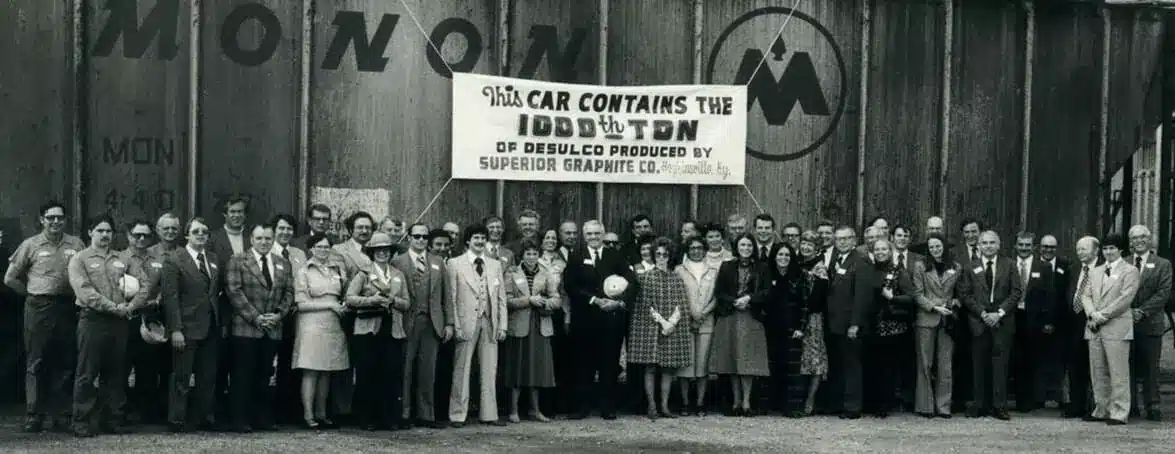 MONON
M
This CAR CONTAINS THE
1000th TON
OF DESULCO PRODUCED BY
SUPERIOR GRAPHITE CO. Hopkinsville, Ky.
MON